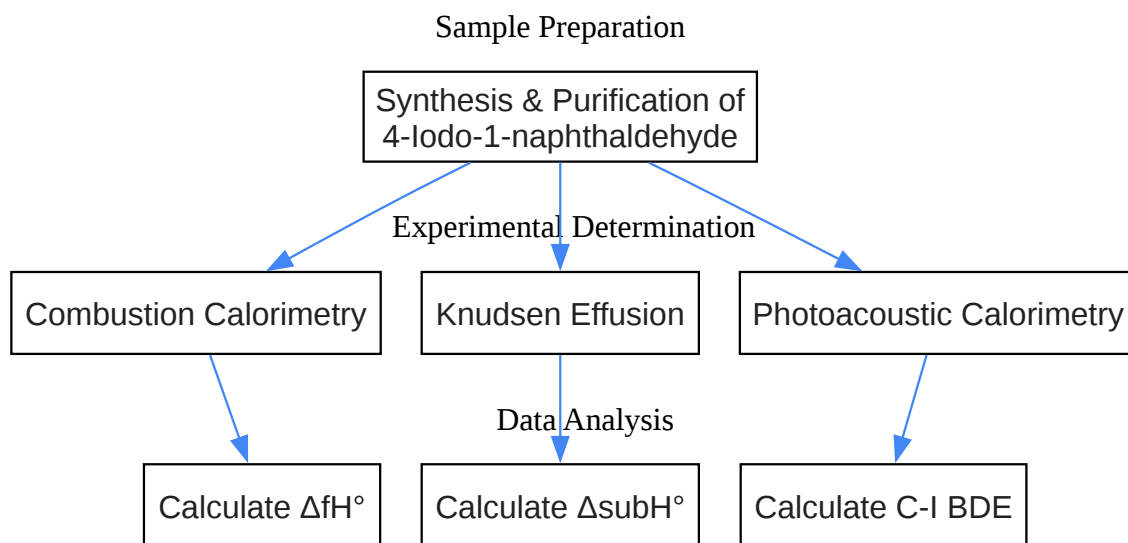 Sample Preparation
Synthesis & Purification of
4-Iodo-1-naphthaldehyde
Experimental Determination
Combustion Calorimetry
Knudsen Effusion
Photoacoustic Calorimetry
Data Analysis
Calculate ΔfH°
Calculate ΔsubH°
Calculate C-I BDE